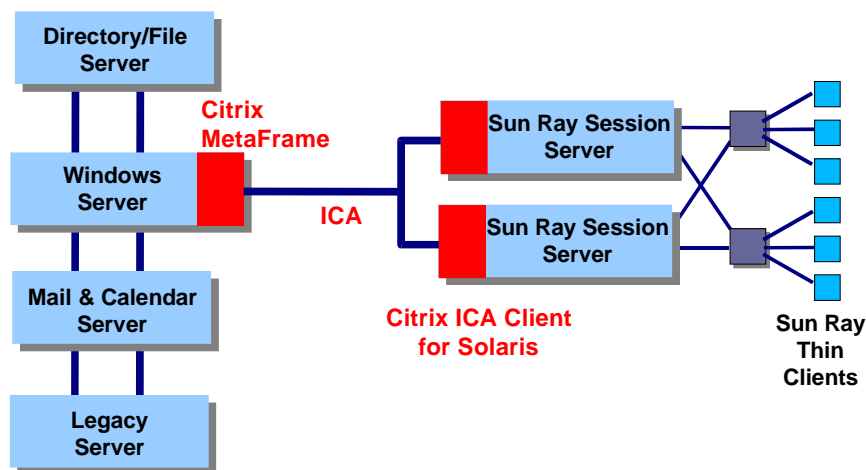 Directory/File
Server
Citrix
MetaFrame
Windows
Server
ICA
Sun Ray Session
Server
Sun Ray Session
Server
Mail & Calendar
Server
Citrix ICA Client
for Solaris
Sun Ray
Thin
Clients
Legacy
Server